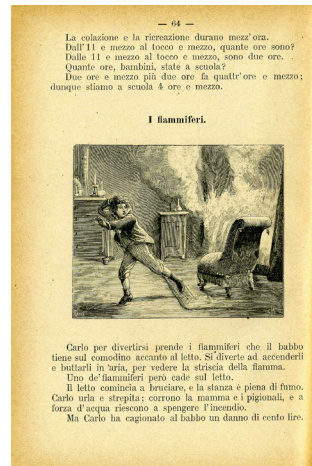 — 64 —
La colazione e la ricreazione durano mezz'ora.
Dall'11 e mezzo al tocco e mezzo, quante ore sono?
Dalle 11 e mezzo al tocco e mezzo, sono due ore.
Quante ore, bambini, state a scuola?
Due ore e mezzo più due ore fa quattr'ore e mezzo;
dunque stiamo a scuola 4 ore e mezzo.
I fiammiferi.
Carlo per divertirsi prende i fiammiferi che il babbo
tiene sul comodino accanto al letto. Si diverte ad accenderli
e buttarli in 'aria, per vedere la striscia della fiamma.
Uno de' fiammiferi però cade sul letto.
Il letto comincia a bruciare, e la stanza è piena di fumo.
Carlo urla e strepita; corrono la mamma e i pigionali, e a
forza d'acqua riescono a spengere l'incendio.
Ma Carlo ha cagionato al babbo un danno di cento lire.